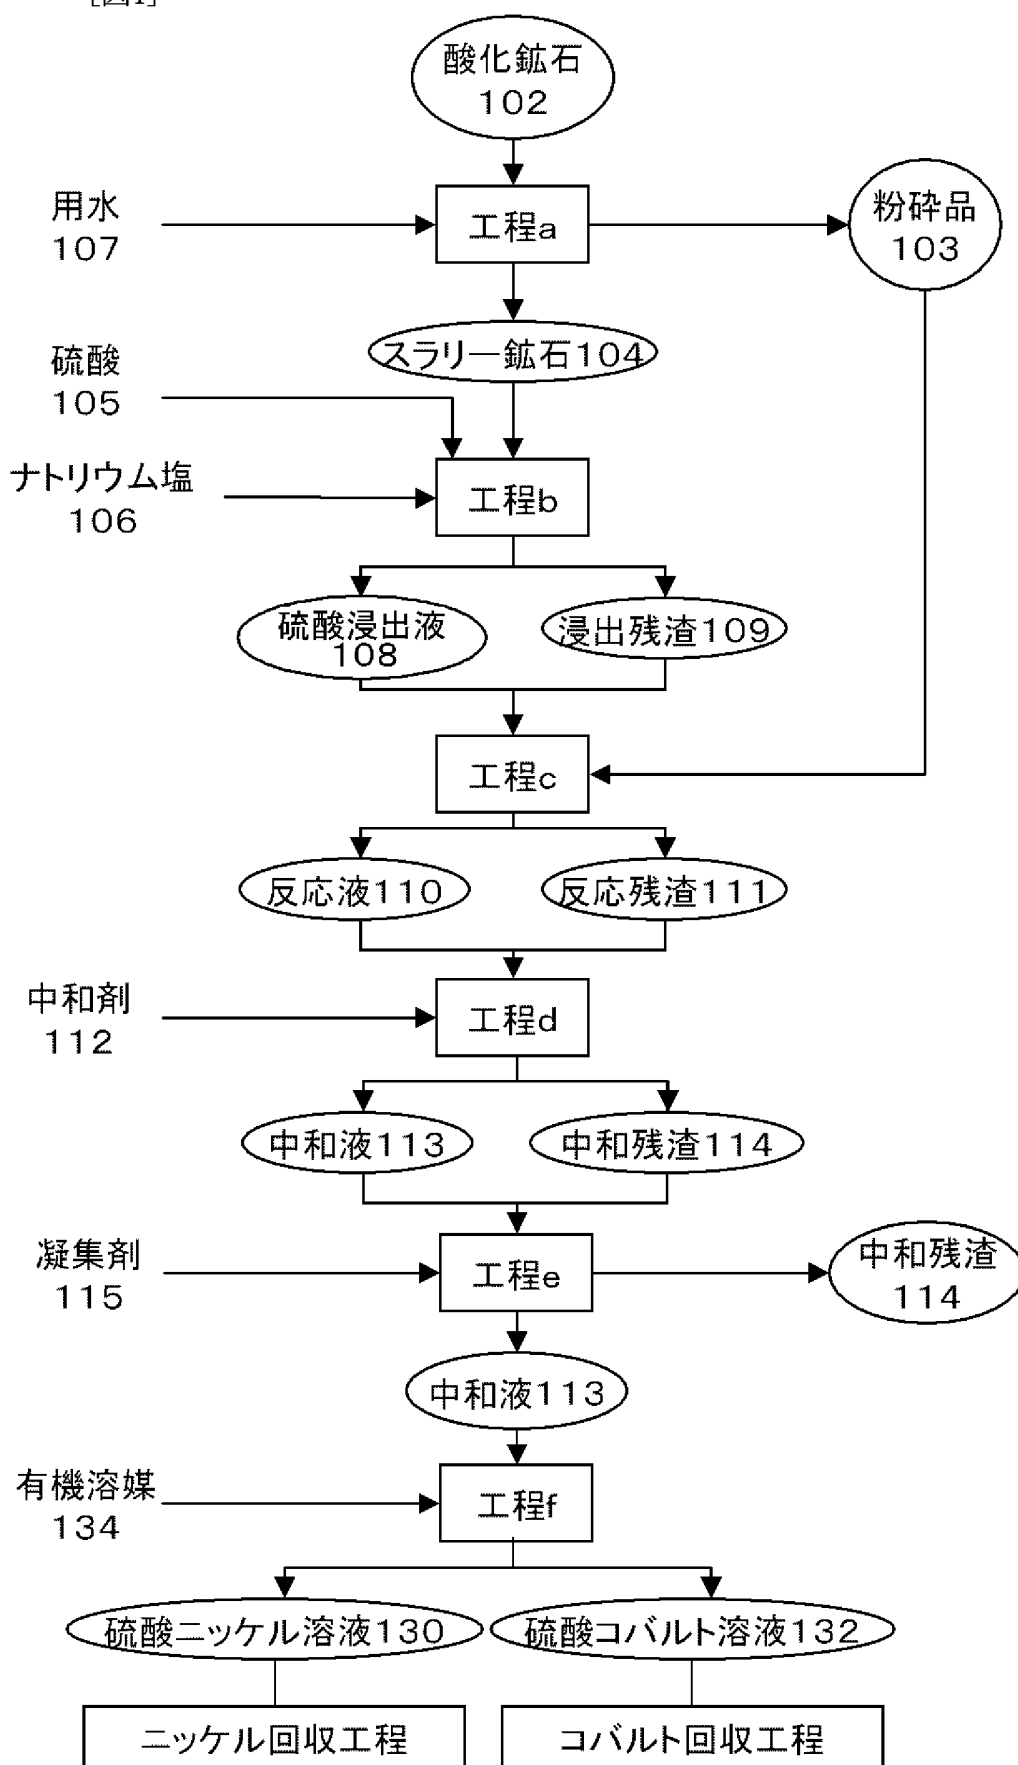 [図1]
酸化鉱石
102
用水
107
工程a
粉砕品
103
スラリー鉱石104
硫酸
105
ナトリウム塩
106
工程b
硫酸浸出液
108
浸出残渣109
工程c
反応液110
反応残渣111
中和剤
112
工程d
中和液113
中和残渣114
凝集剤
115
工程e
中和残渣
114
中和液113
有機溶媒
134
工程f
硫酸ニッケル溶液130
硫酸コバルト溶液132
ニッケル回収工程
コバルト回収工程